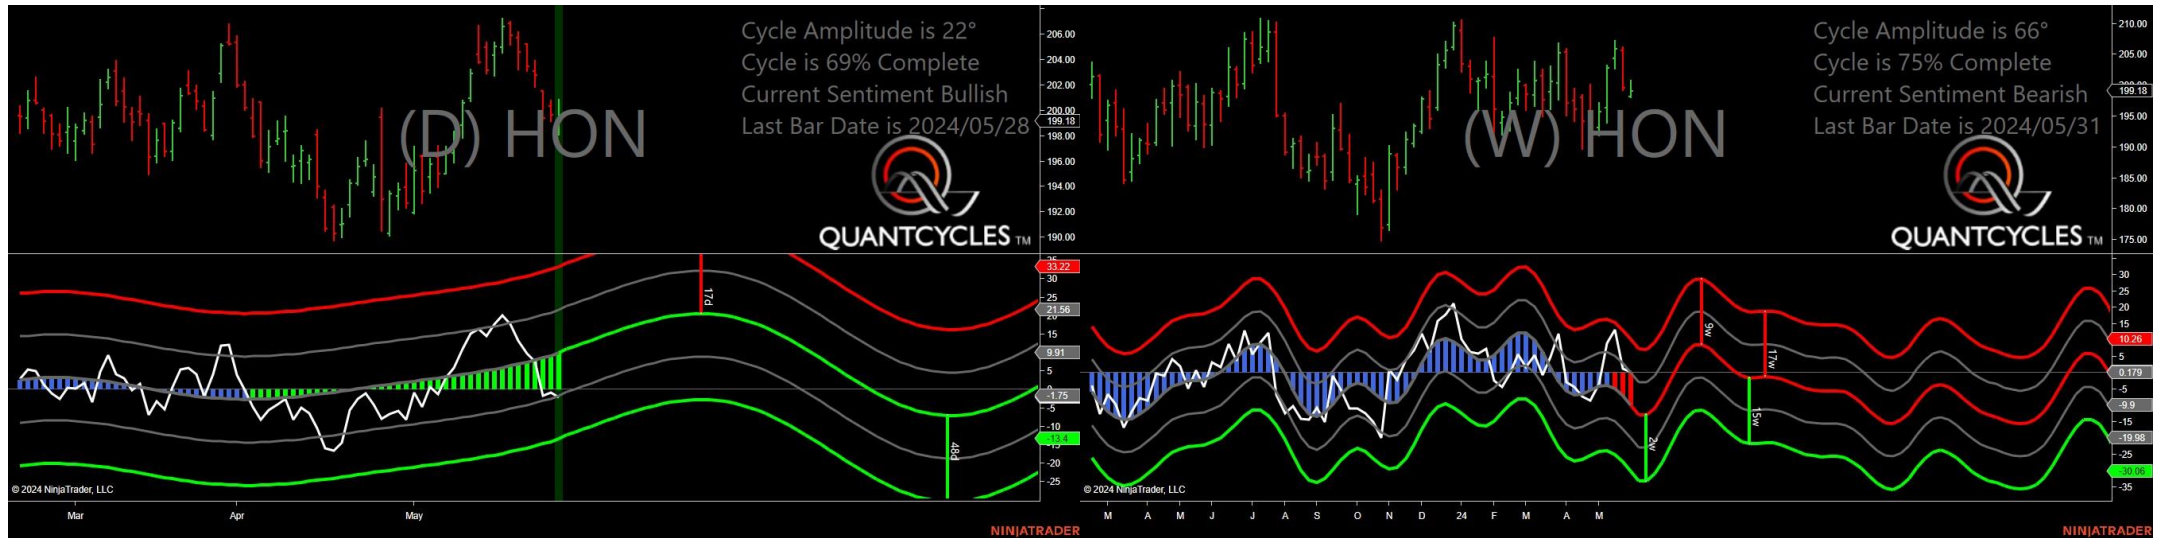 Cycle Amplitude is 22°
Cycle is 69% Complete
Current Sentiment Bullish
Last Bar Date is 2024/05/28
(D) HON
QUANTCYCLES TM
206.00
204.00
202.00
200.00
199.18
198.00
196.00
194.00
192.00
190.00
33.22
30
25
21.56
20
15
9.91
5
0
-1.75
-5
-10
-13.4
-20
-25
17d
48d
© 2024 NinjaTrader, LLC
Mar Apr May
NINJATRADER
Cycle Amplitude is 66°
Cycle is 75% Complete
Current Sentiment Bearish
Last Bar Date is 2024/05/31
(W) HON
QUANTCYCLES TM
210.00
205.00
199.18
195.00
190.00
185.00
180.00
175.00
30
25
20
15
10.26
5
0.179
-5
-9.9
-15
-19.98
-25
-30.06
-35
9w
17w
2w
15w
© 2024 NinjaTrader, LLC
M A M J J A S O N D 24 F M A M
NINJATRADER